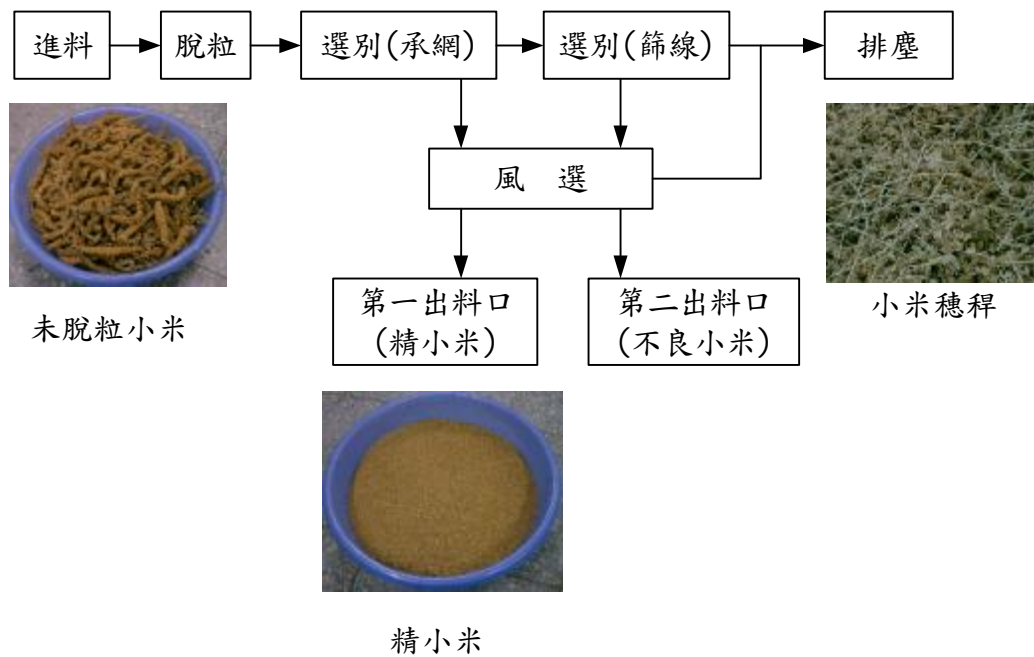 進料
脫粒
選別(承網)
選別(篩線)
排塵
風 選
第一出料口
(精小米)
第二出料口
(不良小米)
未脫粒小米
小米穗稈
精小米